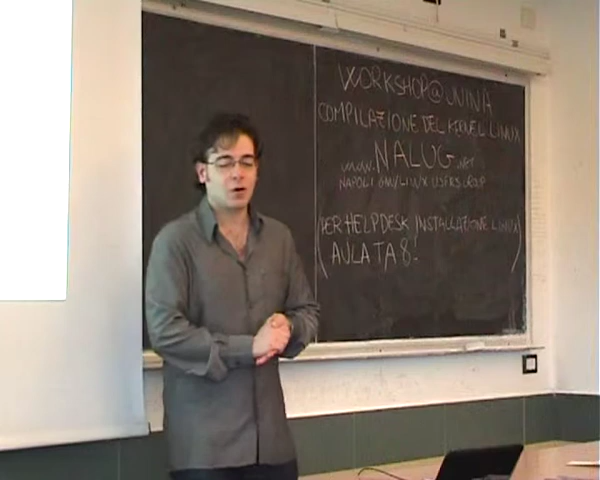 WORKSHOP@UNINA
COMPILAZIONE DEL KERNEL LINUX
www.NALUG.net
NAPOLI GNU/LINUX USERS GROUP
(PER HELPDESK INSTALLAZIONE LINUX
AULA TA 8.)